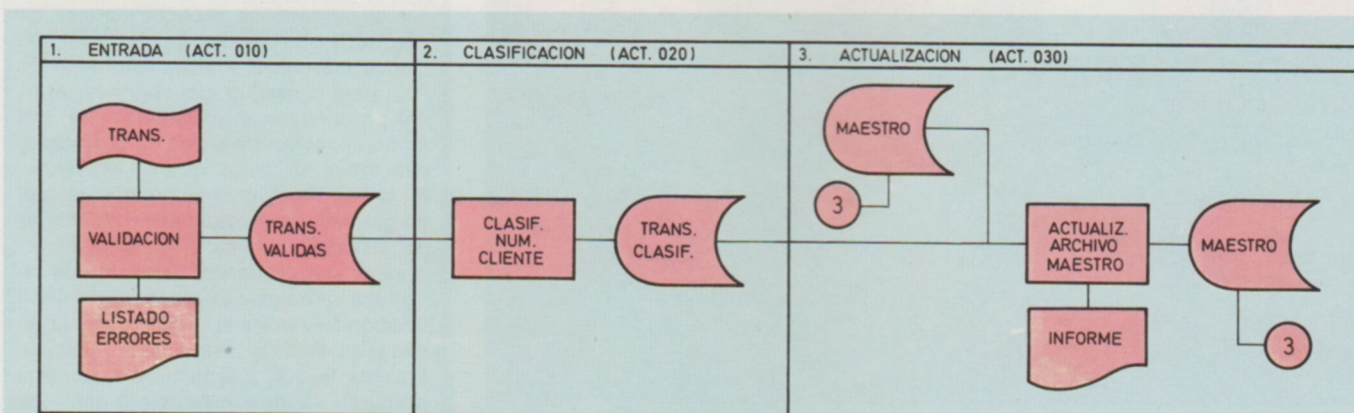 1. ENTRADA (ACT. 010)
TRANS.
VALIDACION
TRANS.
VALIDAS
LISTADO
ERRORES
2. CLASIFICACION (ACT. 020)
CLASIF.
NUM.
CLIENTE
TRANS.
CLASIF.
3. ACTUALIZACION (ACT. 030)
MAESTRO
3
ACTUALIZ.
ARCHIVO
MAESTRO
MAESTRO
INFORME
3